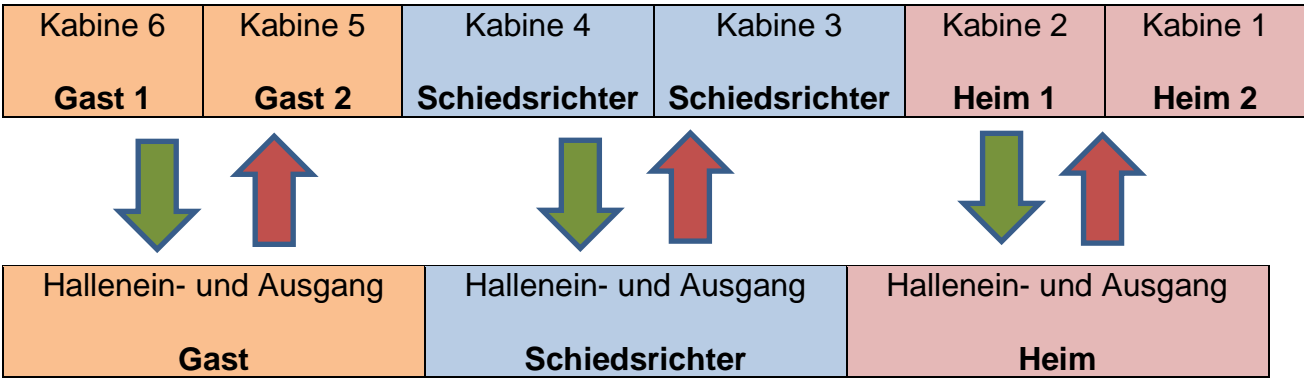 Kabine 6 Kabine 5 Kabine 4 Kabine 3 Kabine 2 Kabine 1
Gast 1 Gast 2 Schiedsrichter Schiedsrichter Heim 1 Heim 2
Hallenein- und Ausgang Hallenein- und Ausgang Hallenein- und Ausgang
Gast Schiedsrichter Heim